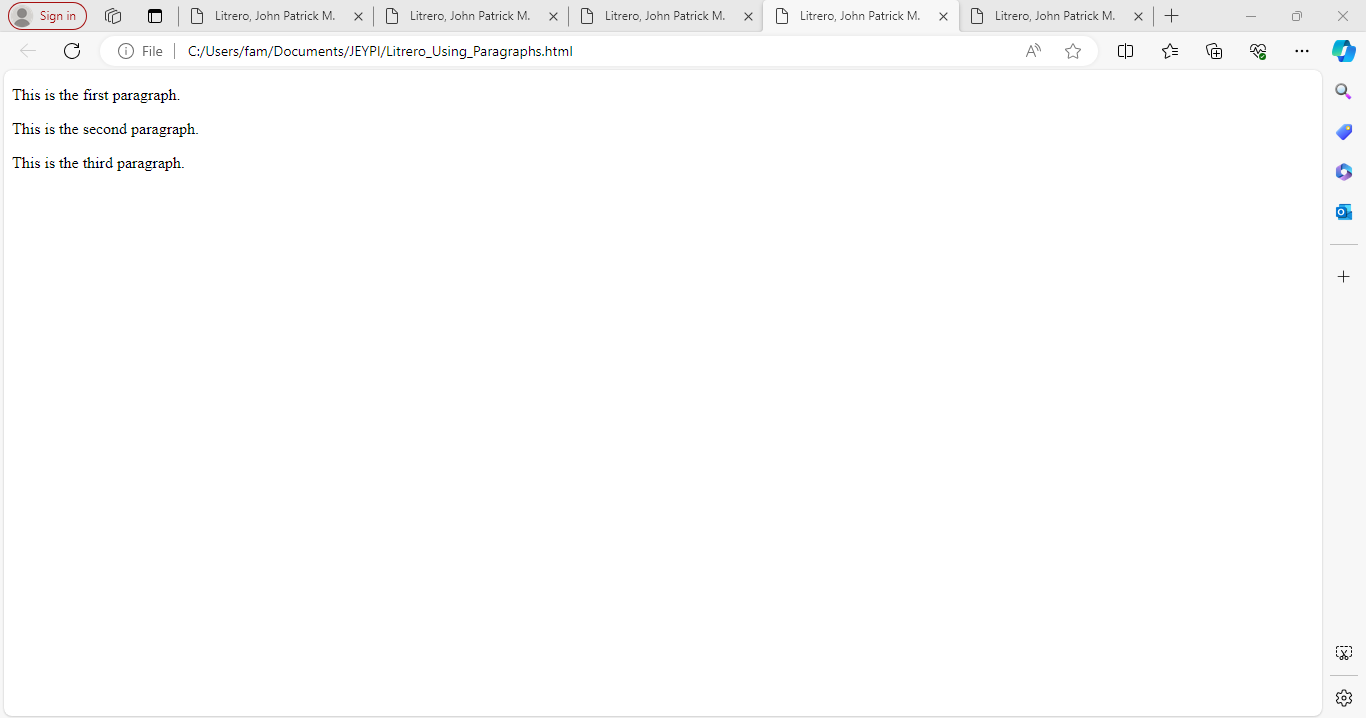 Sign in
Litrero, John Patrick M.
Litrero, John Patrick M.
Litrero, John Patrick M.
Litrero, John Patrick M.
Litrero, John Patrick M.
File
C:/Users/fam/Documents/JEYPI/Litrero_Using_Paragraphs.html
This is the first paragraph.
This is the second paragraph.
This is the third paragraph.